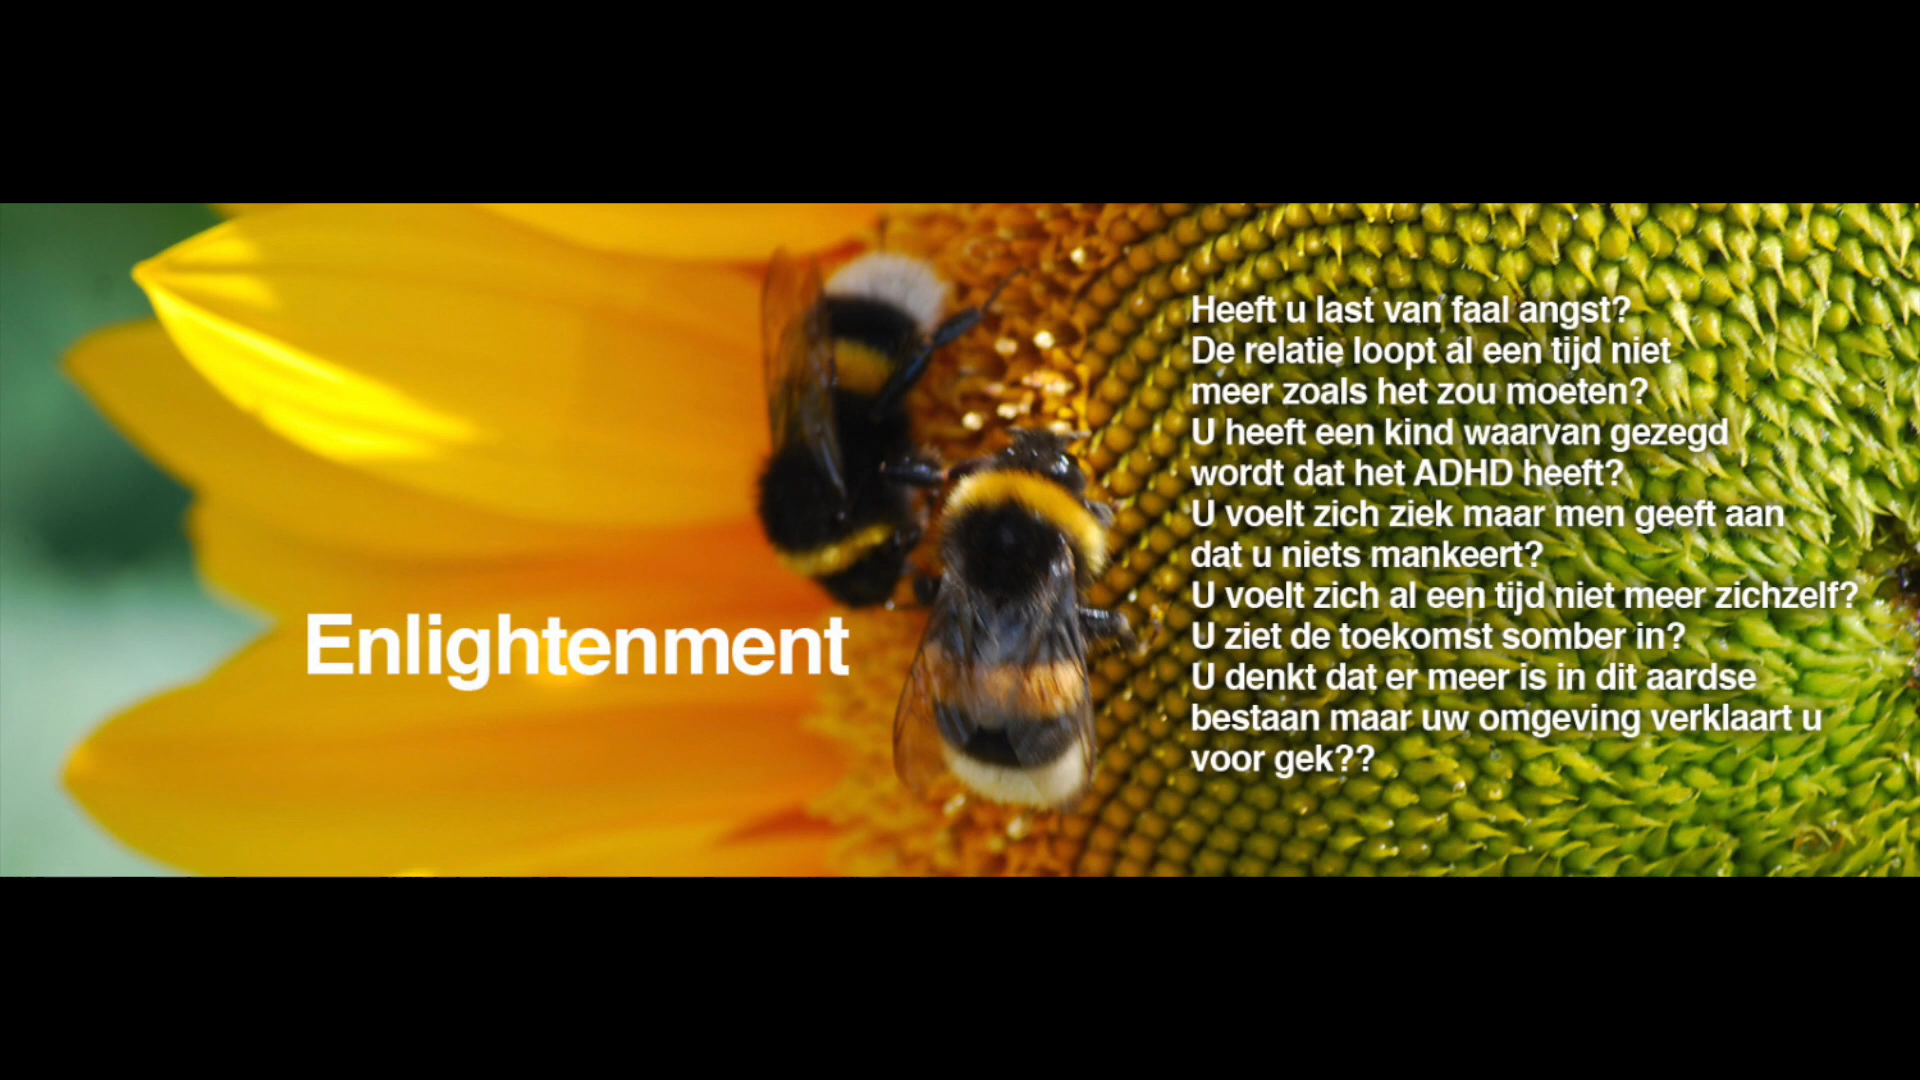 Enlightenment
Heeft u last van faal angst?
De relatie loopt al een tijd niet
meer zoals het zou moeten?
U heeft een kind waarvan gezegd
wordt dat het ADHD heeft?
U voelt zich ziek maar men geeft aan
dat u niets mankeert?
U voelt zich al een tijd niet meer zichzelf?
U ziet de toekomst somber in?
U denkt dat er meer is in dit aardse
bestaan maar uw omgeving verklaart u
voor gek??